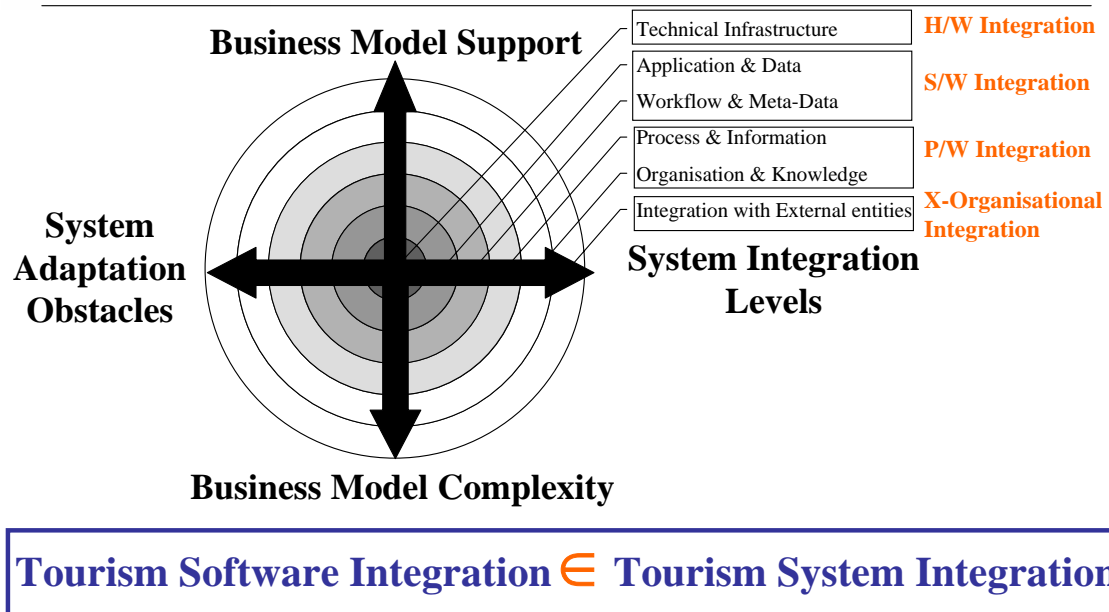 Business Model Support
Technical Infrastructure
H/W Integration
Application & Data
Workflow & Meta-Data
S/W Integration
Process & Information
Organisation & Knowledge
P/W Integration
Integration with External entities
X-Organisational
Integration
System
Adaptation
Obstacles
System Integration
Levels
Business Model Complexity
Tourism Software Integration ∈ Tourism System Integration